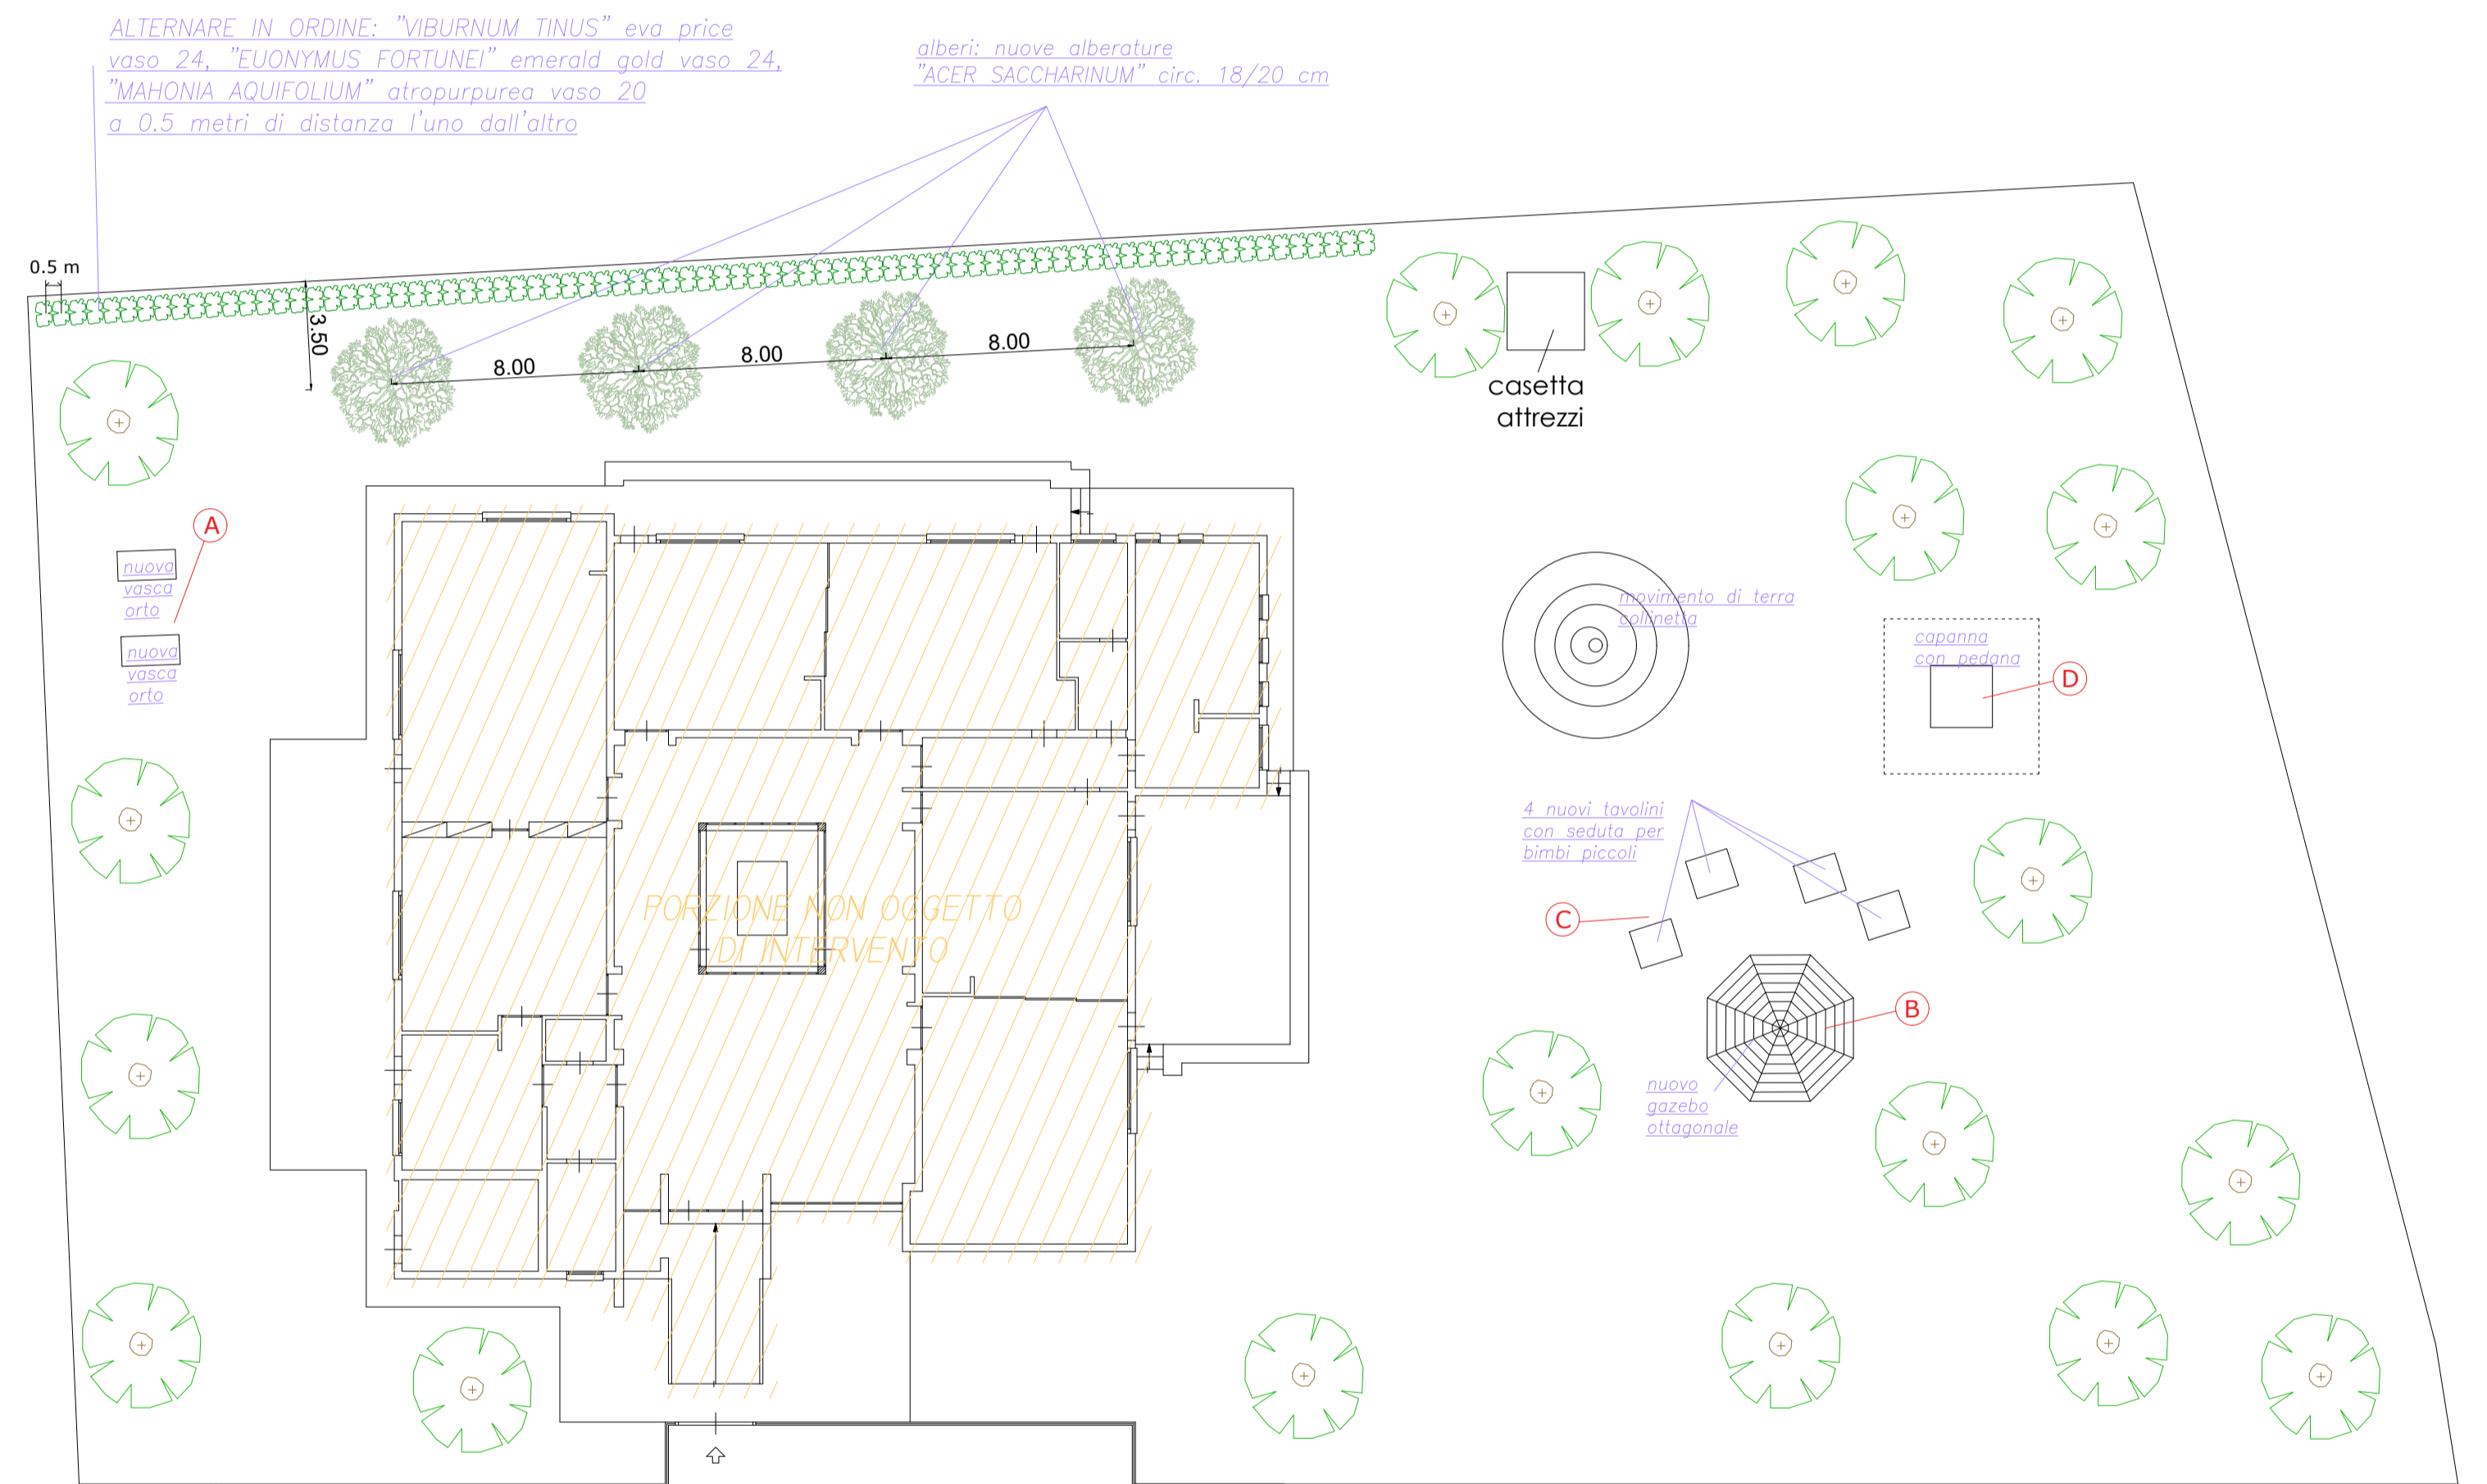 ALTERNARE IN ORDINE: "VIBURNUM TINUS" eva price
vaso 24, "EUONYMUS FORTUNEI" emerald gold vaso 24,
"MAHONIA AQUIFOLIUM" atropurpurea vaso 20
a 0.5 metri di distanza l'uno dall'altro
alberi: nuove alberature
"ACER SACCHARINUM" circ. 18/20 cm
0.5 m
3.50
8.00
8.00
8.00
casetta
attrezzi
A
nuova
vasca
orto
nuova
vasca
orto
movimento di terra
collinetta
capanna
con pedana
D
4 nuovi tavolini
con seduta per
bimbi piccoli
C
B
nuovo
gazebo
ottagonale
PORZIONE NON OGGETTO
DI INTERVENTO